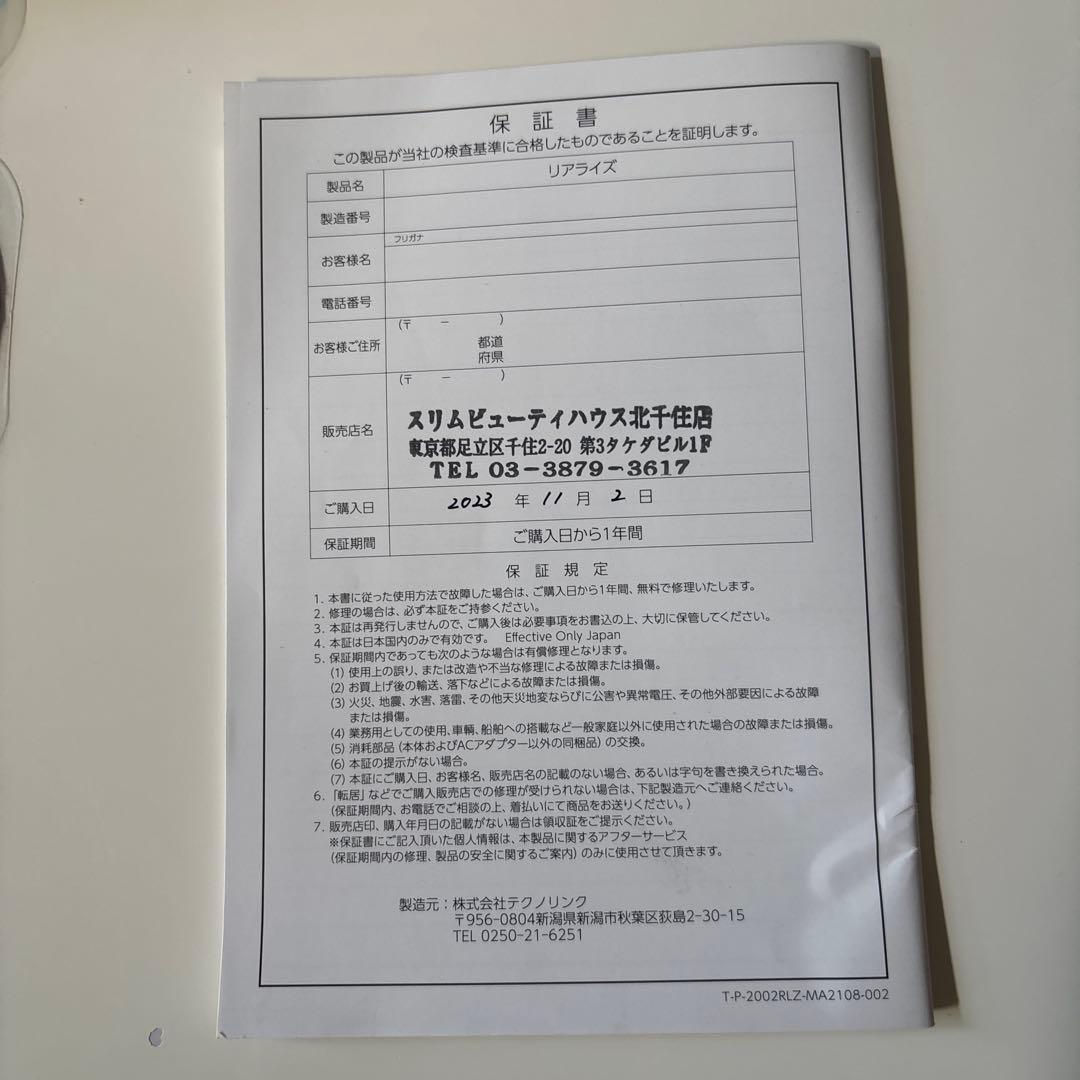 保証書
この製品が当社の検査基準に合格したものであることを証明します。
製品名 リアライズ
製造番号
フリガナ
お客様名
電話番号
お客様ご住所 (〒 － )
都道
府県
(〒 － )
販売店名
スリムビューティハウス北千住店
東京都足立区千住2-20 第3タケダビル1F
TEL 03-3879-3617
ご購入日 2023 年 11 月 2 日
保証期間 ご購入日から1年間
保証規定
1. 本書に従った使用方法で故障した場合は、ご購入日から1年間、無料で修理いたします。
2. 修理の場合は、必ず本証をご持参ください。
3. 本証は再発行しませんので、ご購入後は必要事項をお書込の上、大切に保管してください。
4. 本証は日本国内のみで有効です。 Effective Only Japan
5. 保証期間内であっても次のような場合は有償修理となります。
(1) 使用上の誤り、または改造や不当な修理による故障または損傷。
(2) お買上げ後の輸送、落下などによる故障または損傷。
(3) 火災、地震、水害、落雷、その他天災地変ならびに公害や異常電圧、その他外部要因による故障
または損傷。
(4) 業務用としての使用、車輌、船舶への搭載など一般家庭以外に使用された場合の故障または損傷。
(5) 消耗部品（本体およびACアダプター以外の同梱品）の交換。
(6) 本証の提示がない場合。
(7) 本証にご購入日、お客様名、販売店名の記載のない場合、あるいは字句を書き換えられた場合。
6. 「転居」などでご購入販売店での修理が受けられない場合は、下記製造元へご連絡ください。
（保証期間内、お電話でご相談の上、着払いにて商品をお送りください。）
7. 販売店印、購入年月日の記載がない場合は領収証をご提示ください。
※保証書にご記入頂いた個人情報は、本製品に関するアフターサービス
（保証期間内の修理、製品の安全に関するご案内）のみに使用させて頂きます。
製造元：株式会社テクノリンク
〒956-0804新潟県新潟市秋葉区荻島2-30-15
TEL 0250-21-6251
T-P-2002RLZ-MA2108-002